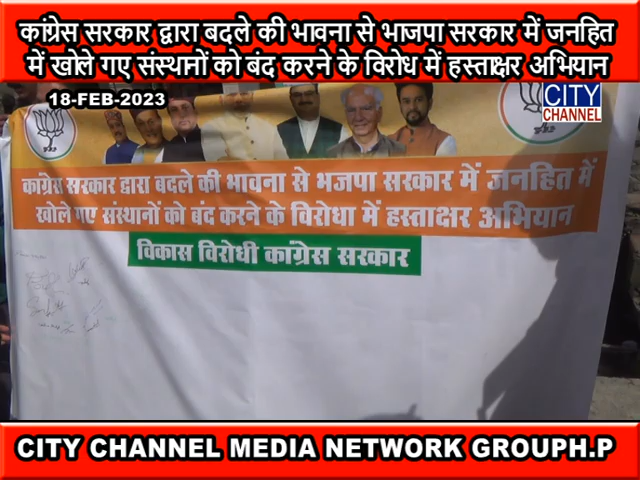 कांग्रेस सरकार द्वारा बदले की भावना से भाजपा सरकार में जनहित
में खोले गए संस्थानों को बंद करने के विरोध में हस्ताक्षर अभियान
18-FEB-2023
CITY
CHANNEL
कांग्रेस सरकार द्वारा बदले की भावना से भजपा सरकार में जनहित में
खोले गए संस्थानों को बंद करने के विरोधा में हस्ताक्षर अभियान
विकास विरोधी कांग्रेस सरकार
CITY CHANNEL MEDIA NETWORK GROUPH.P